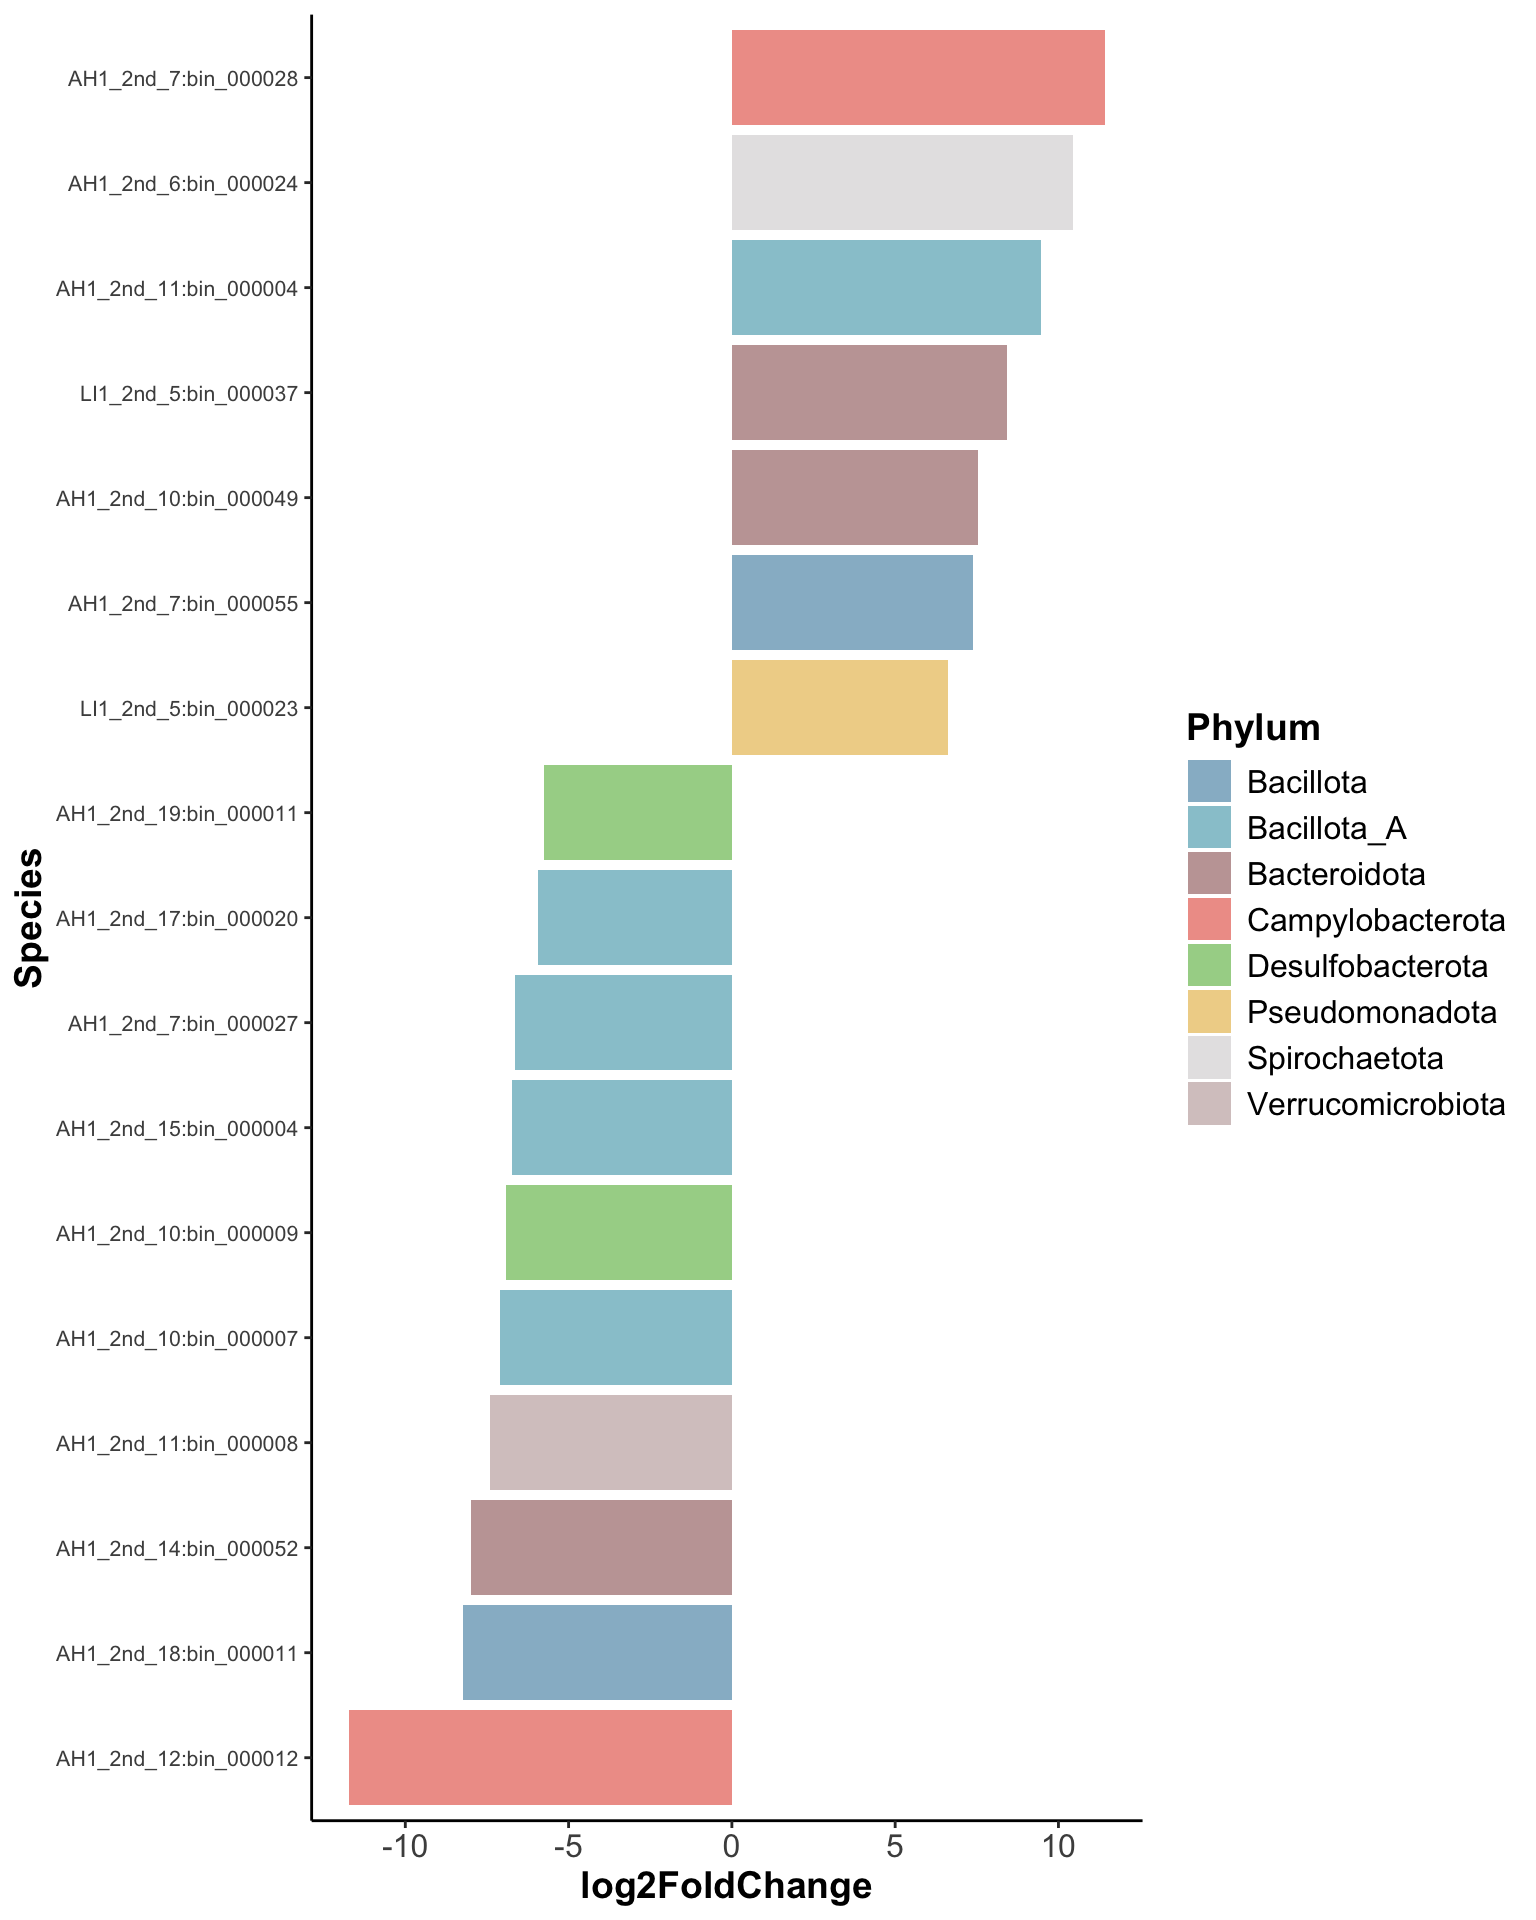 AH1_2nd_7:bin_000028
AH1_2nd_6:bin_000024
AH1_2nd_11:bin_000004
LI1_2nd_5:bin_000037
AH1_2nd_10:bin_000049
AH1_2nd_7:bin_000055
LI1_2nd_5:bin_000023
AH1_2nd_19:bin_000011
AH1_2nd_17:bin_000020
AH1_2nd_7:bin_000027
AH1_2nd_15:bin_000004
AH1_2nd_10:bin_000009
AH1_2nd_10:bin_000007
AH1_2nd_11:bin_000008
AH1_2nd_14:bin_000052
AH1_2nd_18:bin_000011
AH1_2nd_12:bin_000012
Species
-10
-5
0
5
10
log2FoldChange
Phylum
Bacillota
Bacillota_A
Bacteroidota
Campylobacterota
Desulfobacterota
Pseudomonadota
Spirochaetota
Verrucomicrobiota